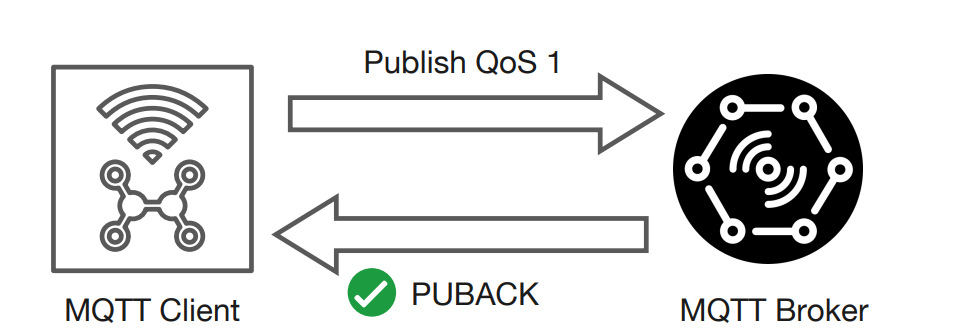 Publish QoS 1
PUBACK
MQTT Client
MQTT Broker